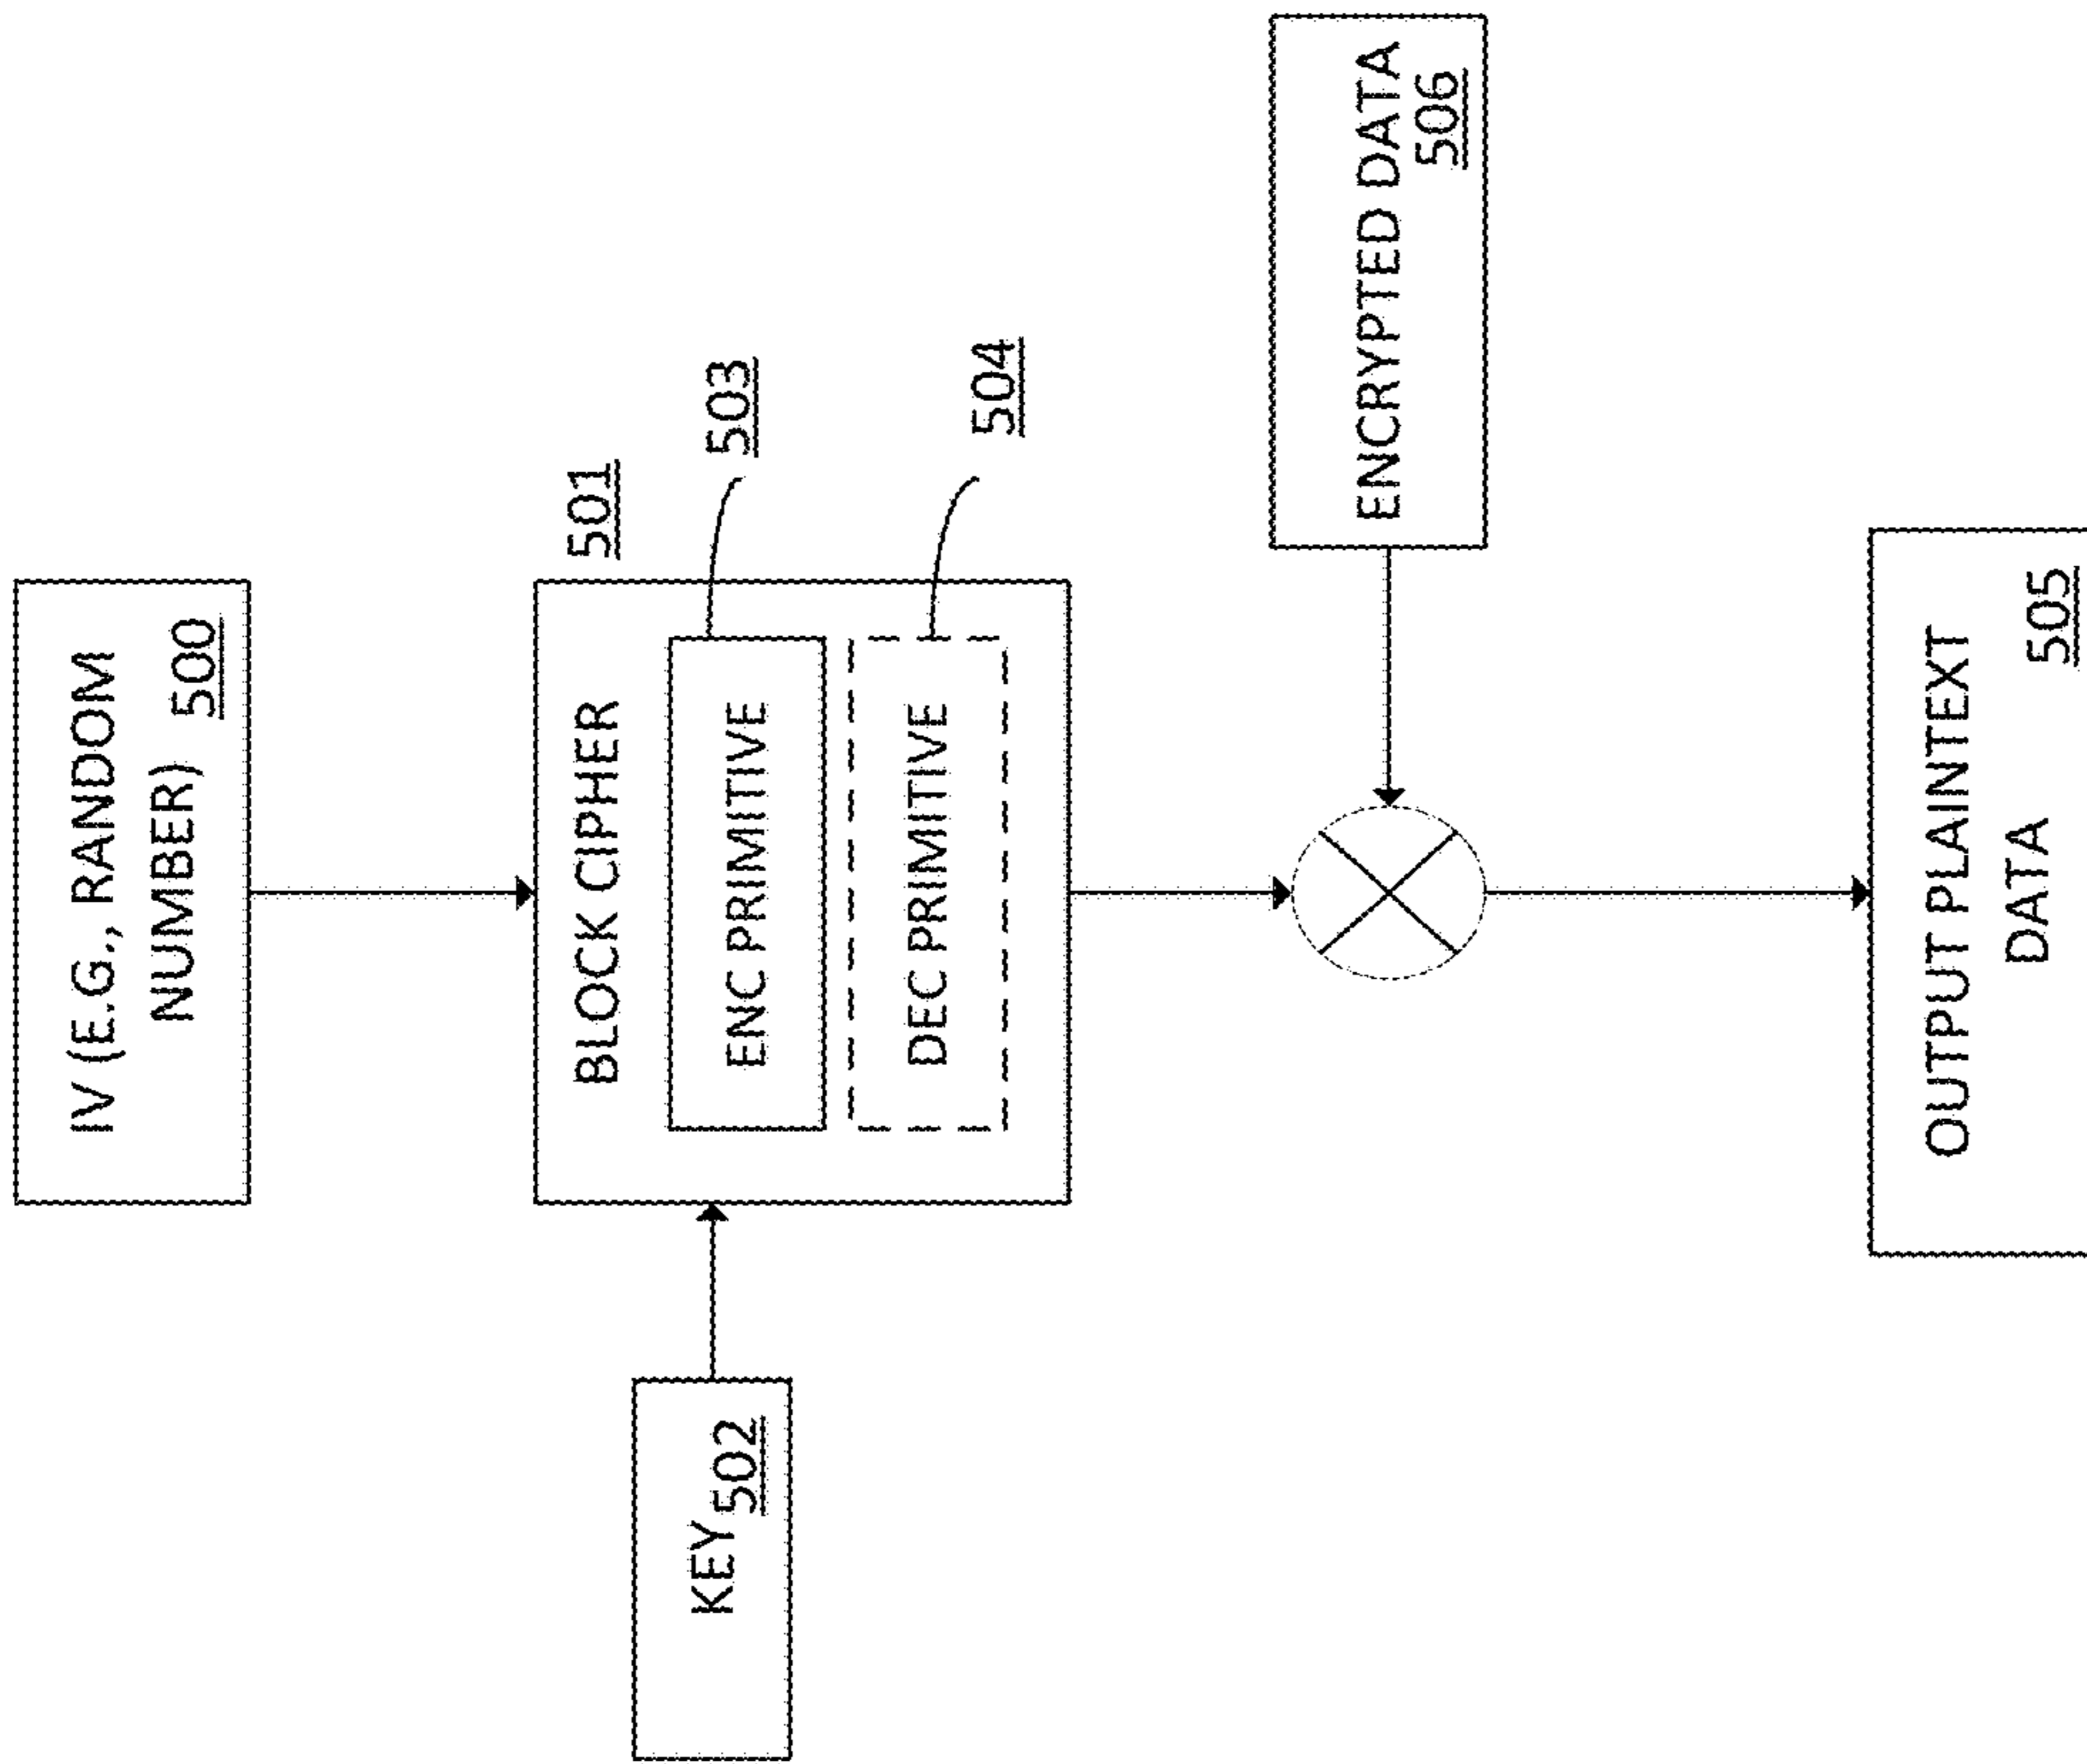 IV (E.G., RANDOM
NUMBER) 500
501
BLOCK CIPHER
503
ENC PRIMITIVE
504
DEC PRIMITIVE
KEY 502
ENCRYPTED DATA
506
OUTPUT PLAINTEXT
DATA 505